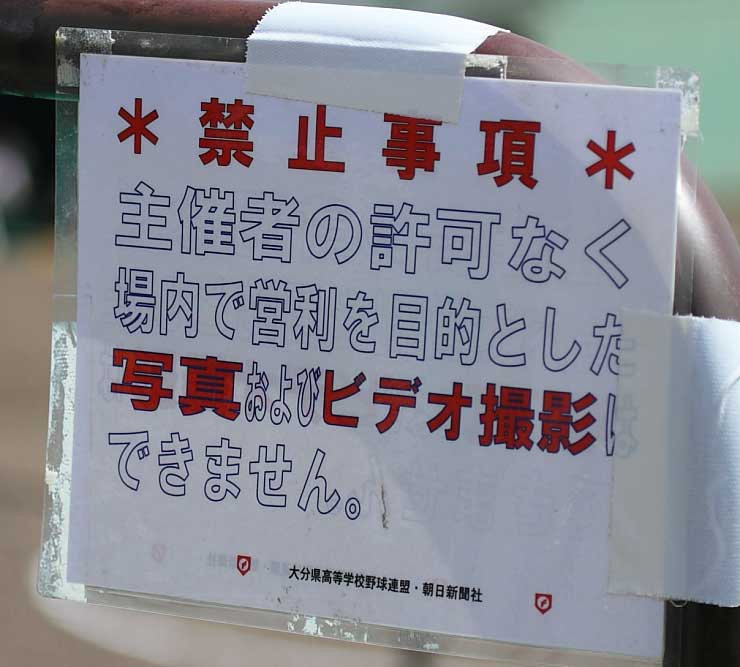 ＊禁止事項＊
主催者の許可なく
場内で営利を目的とした
写真およびビデオ撮影は
できません。
大分県高等学校野球連盟・朝日新聞社